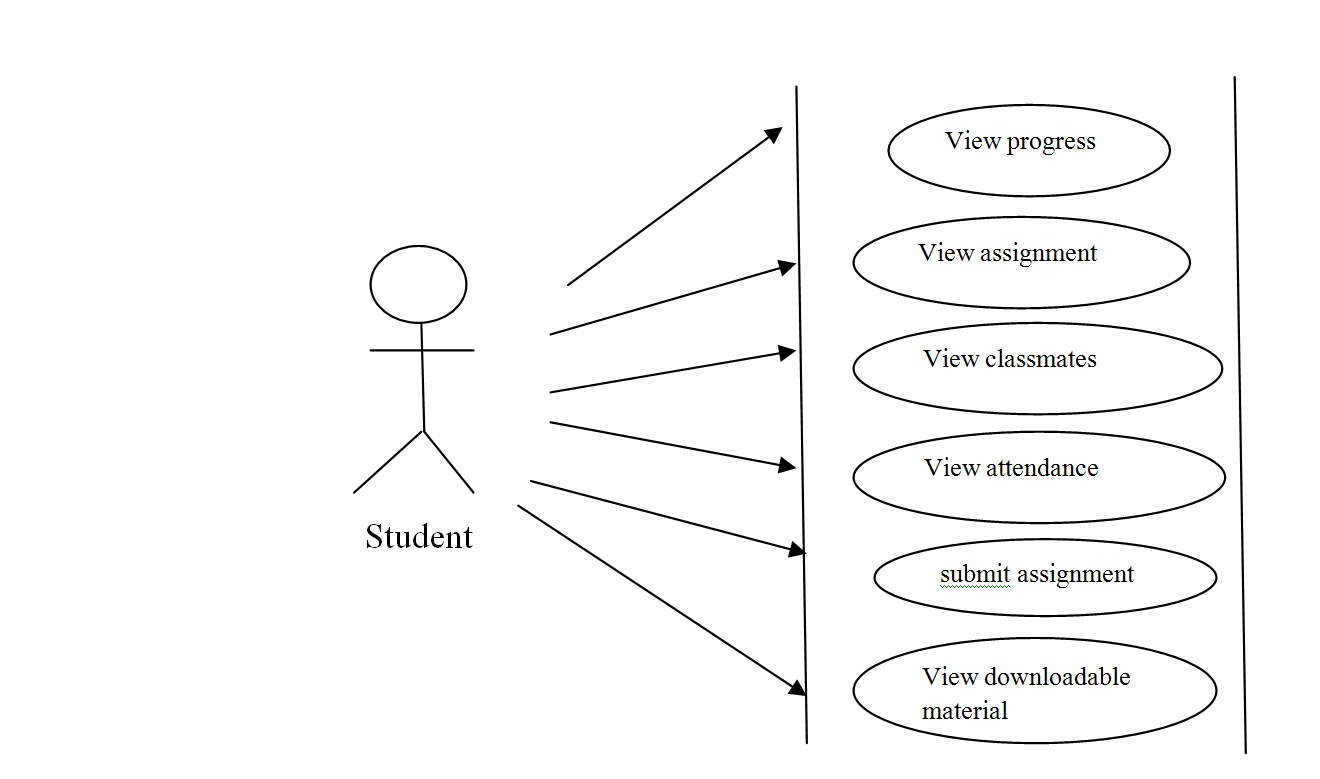 View progress
View assignment
View classmates
View attendance
Student
submit assignment
View downloadable
material